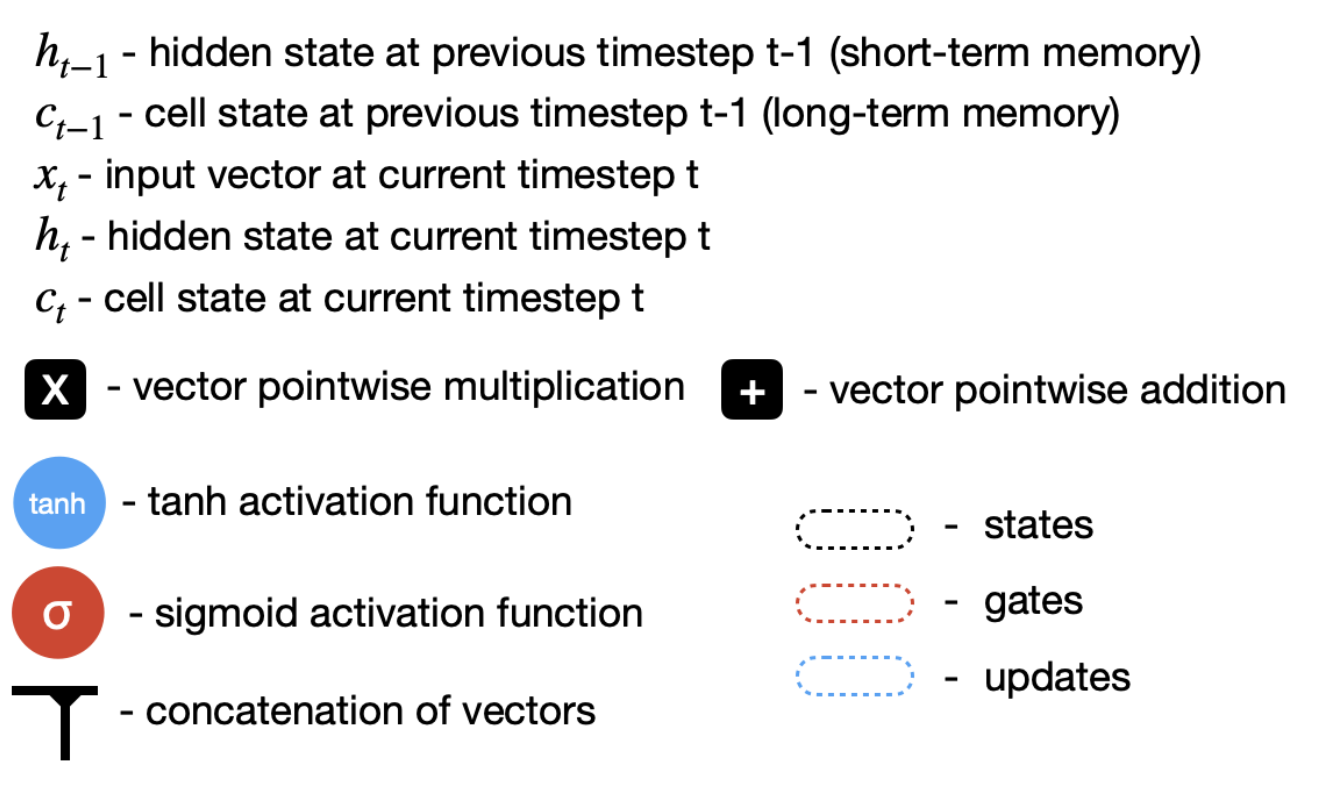 h_{t−1} - hidden state at previous timestep t-1 (short-term memory)
c_{t−1} - cell state at previous timestep t-1 (long-term memory)
x_t - input vector at current timestep t
h_t - hidden state at current timestep t
c_t - cell state at current timestep t
X - vector pointwise multiplication
+ - vector pointwise addition
tanh - tanh activation function
σ - sigmoid activation function
- concatenation of vectors
- states
- gates
- updates